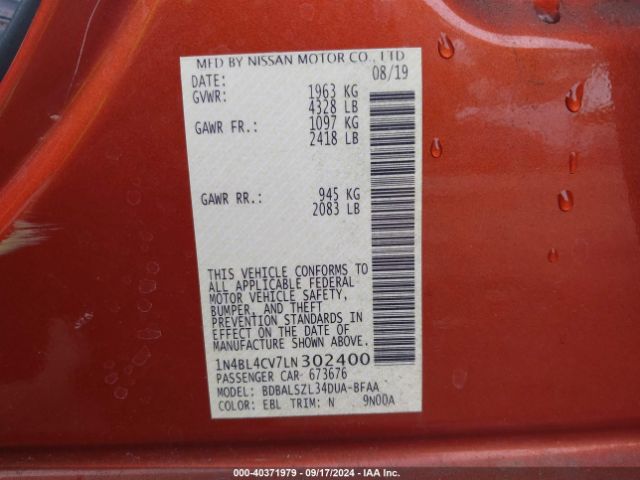 MFD BY NISSAN MOTOR CO., LTD
DATE: 08/19
GVWR: 1963 KG
4328 LB
GAWR FR.: 1097 KG
2418 LB
GAWR RR.: 945 KG
2083 LB
THIS VEHICLE CONFORMS TO
ALL APPLICABLE FEDERAL
MOTOR VEHICLE SAFETY,
BUMPER, AND THEFT
PREVENTION STANDARDS IN
EFFECT ON THE DATE OF
MANUFACTURE SHOWN ABOVE.
1N4BL4CV7LN302400
PASSENGER CAR 673676
MODEL: BDBALSZL34DUA-BFAA
COLOR: EBL TRIM: N 9N00A
000-40371979 - 09/17/2024 - IAA Inc.